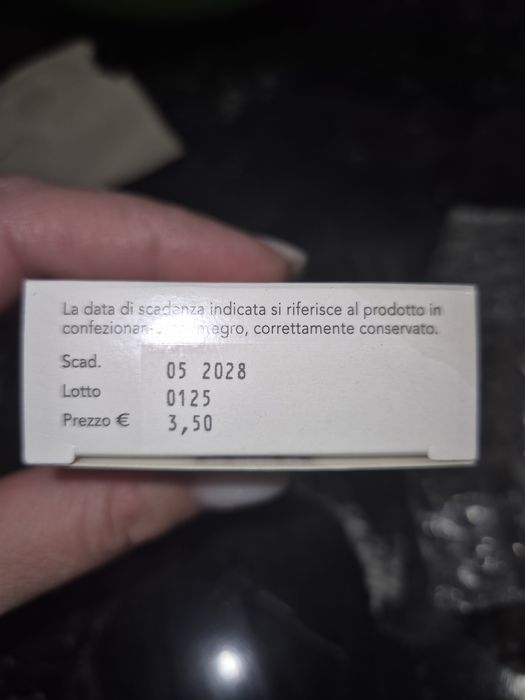 La data di scadenza indicata si riferisce al prodotto in
integro, correttamente conservato.
Scad. 05 2028
Lotto 0125
Prezzo € 3,50